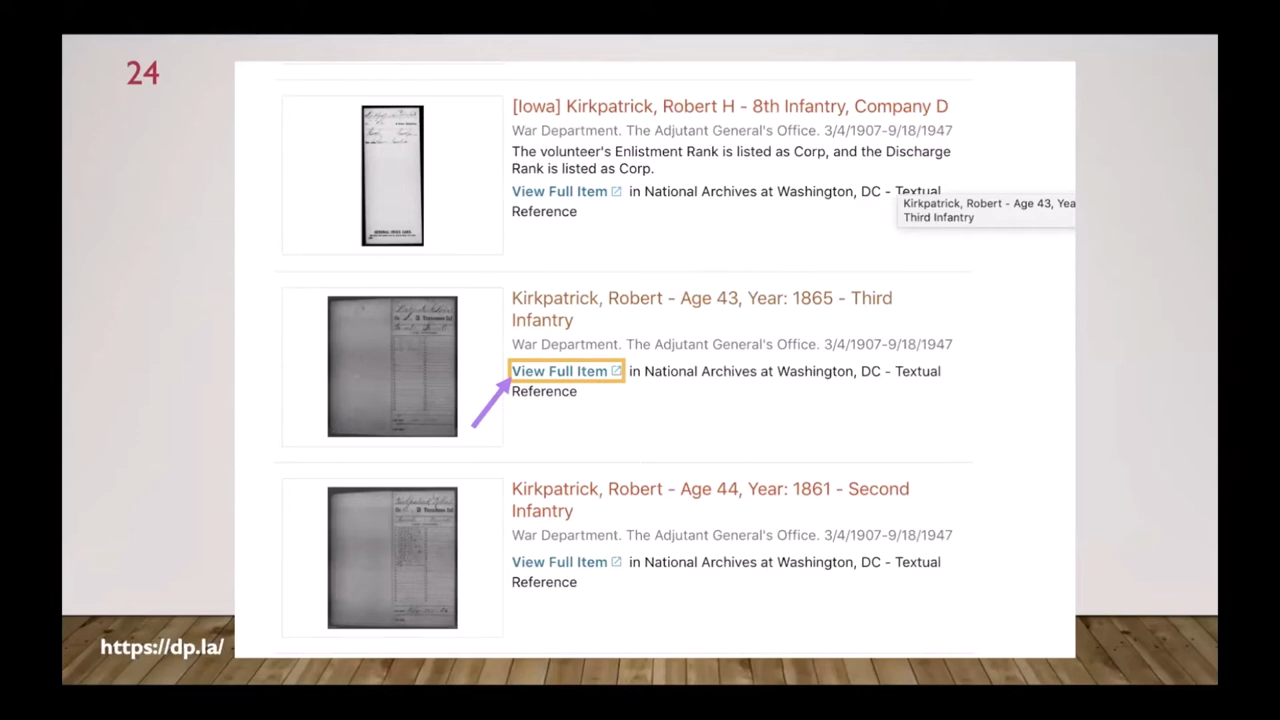 24
[Iowa] Kirkpatrick, Robert H - 8th Infantry, Company D
War Department. The Adjutant General's Office. 3/4/1907-9/18/1947
The volunteer's Enlistment Rank is listed as Corp, and the Discharge
Rank is listed as Corp.
View Full Item in National Archives at Washington, DC - Textual
Reference
Kirkpatrick, Robert - Age 43, Yea
Third Infantry
Kirkpatrick, Robert - Age 43, Year: 1865 - Third
Infantry
War Department. The Adjutant General's Office. 3/4/1907-9/18/1947
View Full Item in National Archives at Washington, DC - Textual
Reference
Kirkpatrick, Robert - Age 44, Year: 1861 - Second
Infantry
War Department. The Adjutant General's Office. 3/4/1907-9/18/1947
View Full Item in National Archives at Washington, DC - Textual
Reference
https://dp.la/